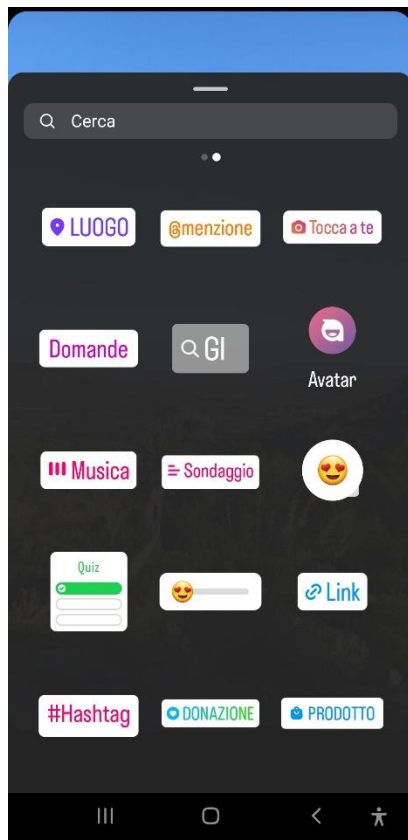 Cerca
LUOGO
@menzione
Tocca a te
Domande
GI
Avatar
Musica
Sondaggio
Quiz
Link
#Hashtag
DONAZIONE
PRODOTTO